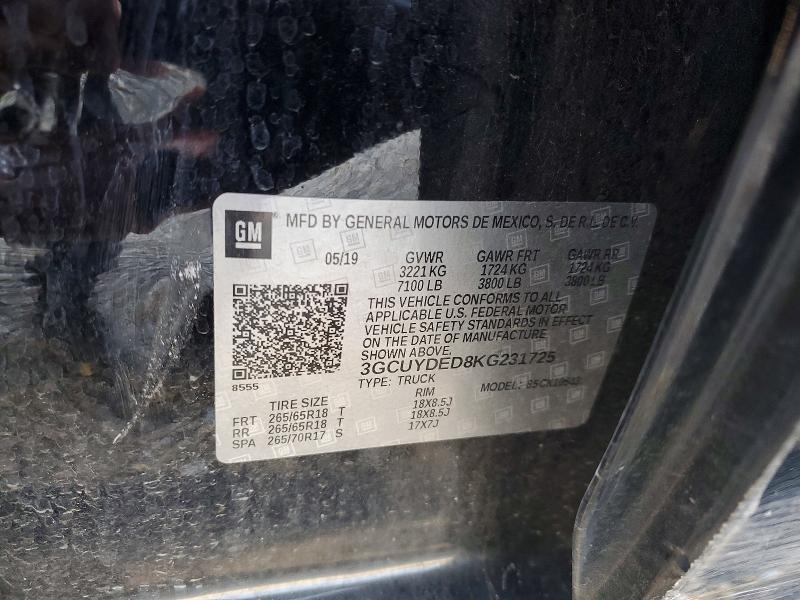 GM MFD BY GENERAL MOTORS DE MEXICO, S. DE R.L. DE C.V.
05/19 GVWR GAWR FRT GAWR RR
3221 KG 1724 KG 1724 KG
7100 LB 3800 LB 3800 LB
THIS VEHICLE CONFORMS TO ALL
APPLICABLE U.S. FEDERAL MOTOR
VEHICLE SAFETY STANDARDS IN EFFECT
ON THE DATE OF MANUFACTURE
SHOWN ABOVE.
3GCUYDED8KG231725
8555
TYPE: TRUCK MODEL:
TIRE SIZE RIM
FRT 265/65R18 T 18X8.5J
RR 265/65R18 T 18X8.5J
SPA 265/70R17 S 17X7J